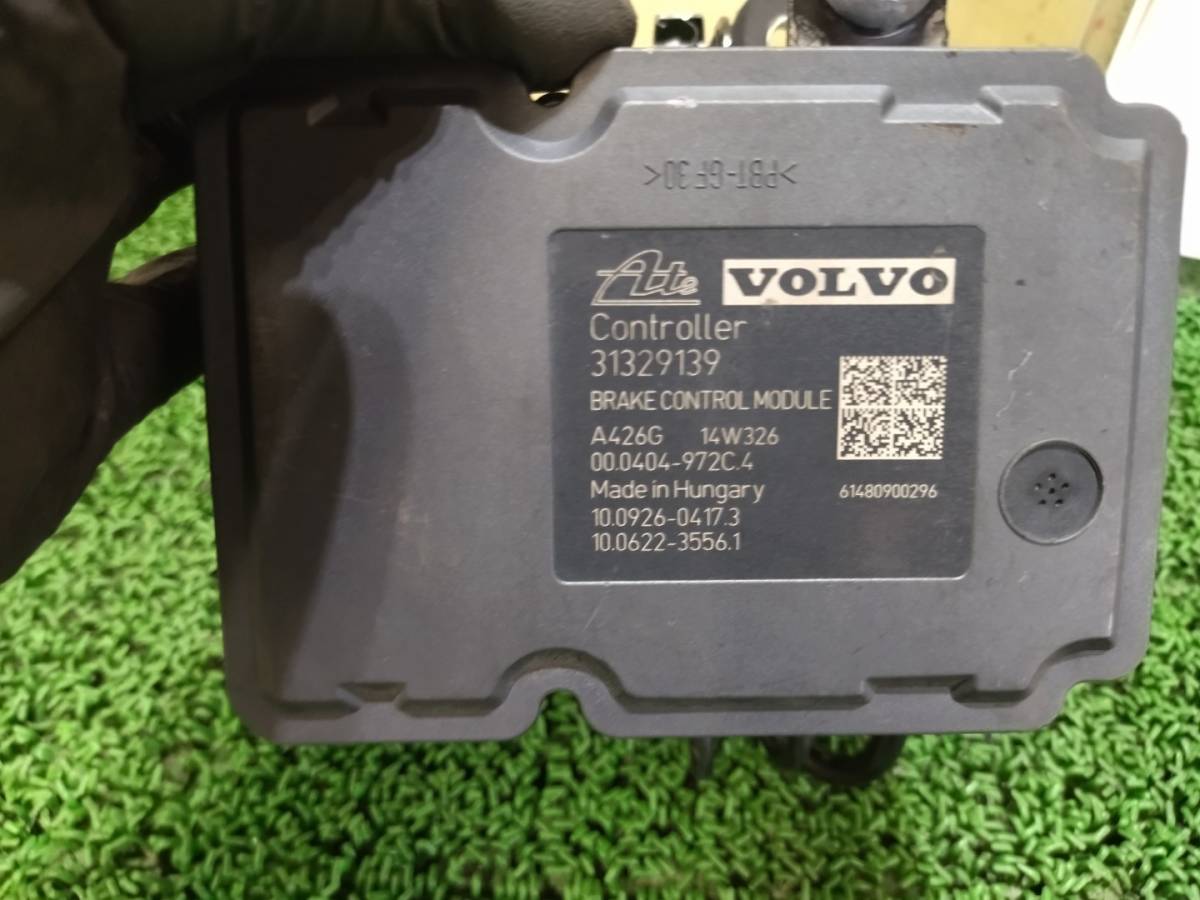 >PBT-GF30<
Ate VOLVO
Controller
31329139
BRAKE CONTROL MODULE
A426G 14W326
00.0404-972C.4
Made in Hungary 61480900296
10.0926-0417.3
10.0622-3556.1